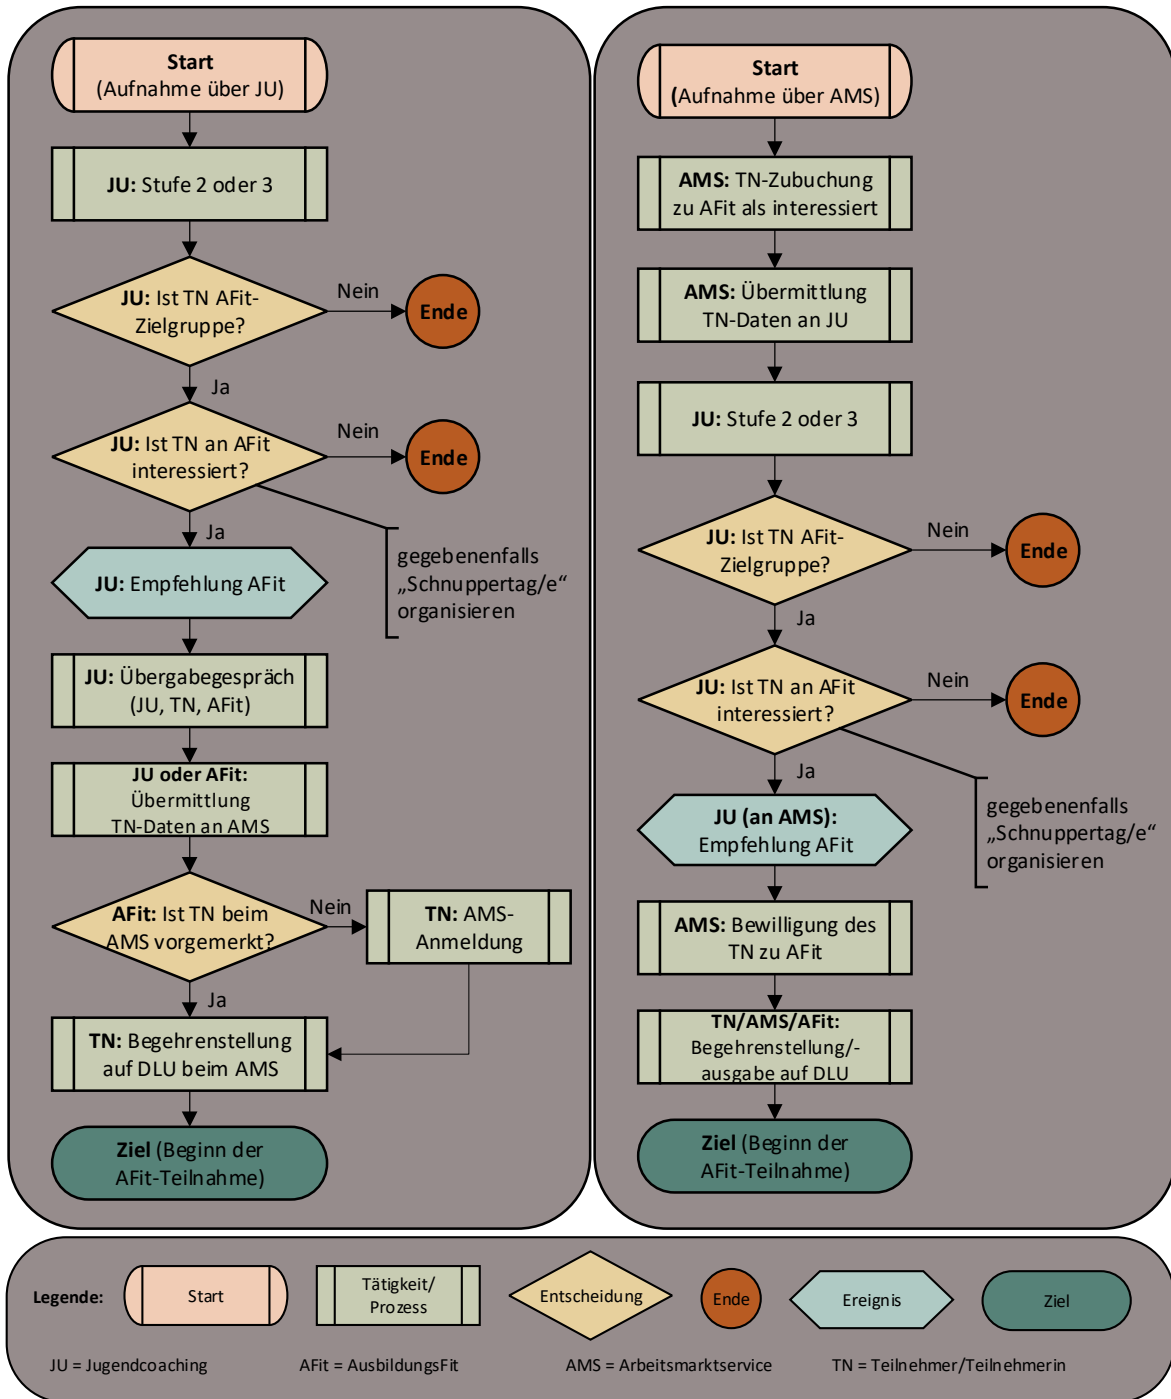 Start
(Aufnahme über JU)
JU: Stufe 2 oder 3
JU: Ist TN AFit-
Zielgruppe?
Nein
Ende
Ja
JU: Ist TN an AFit
interessiert?
Nein
Ende
Ja
gegebenenfalls
„Schnuppertag/e“
organisieren
JU: Empfehlung AFit
JU: Übergabegespräch
(JU, TN, AFit)
JU oder AFit:
Übermittlung
TN-Daten an AMS
AFit: Ist TN beim
AMS vorgemerkt?
Nein
TN: AMS-
Anmeldung
Ja
TN: Begehrenstellung
auf DLU beim AMS
Ziel (Beginn der
AFit-Teilnahme)
Start
(Aufnahme über AMS)
AMS: TN-Zubuchung
zu AFit als interessiert
AMS: Übermittlung
TN-Daten an JU
JU: Stufe 2 oder 3
JU: Ist TN AFit-
Zielgruppe?
Nein
Ende
Ja
JU: Ist TN an AFit
interessiert?
Nein
Ende
Ja
gegebenenfalls
„Schnuppertag/e“
organisieren
JU (an AMS):
Empfehlung AFit
AMS: Bewilligung des
TN zu AFit
TN/AMS/AFit:
Begehrenstellung/-
ausgabe auf DLU
Ziel (Beginn der
AFit-Teilnahme)
Legende:
Start
Tätigkeit/
Prozess
Entscheidung
Ende
Ereignis
Ziel
JU = Jugendcoaching
AFit = AusbildungsFit
AMS = Arbeitsmarktservice
TN = Teilnehmer/Teilnehmerin